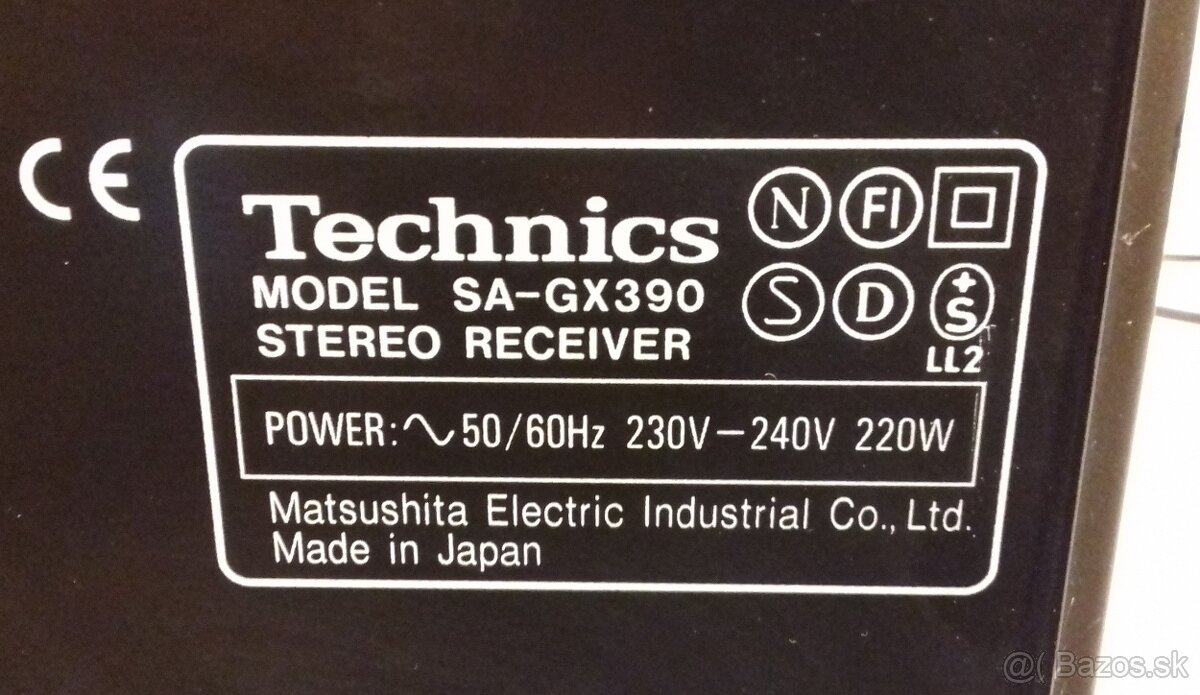 CE
Technics
N FI
MODEL SA-GX390
S D +S
STEREO RECEIVER
LL2
POWER: ∿ 50/60Hz 230V-240V 220W
Matsushita Electric Industrial Co., Ltd.
Made in Japan
@( Bazos.sk